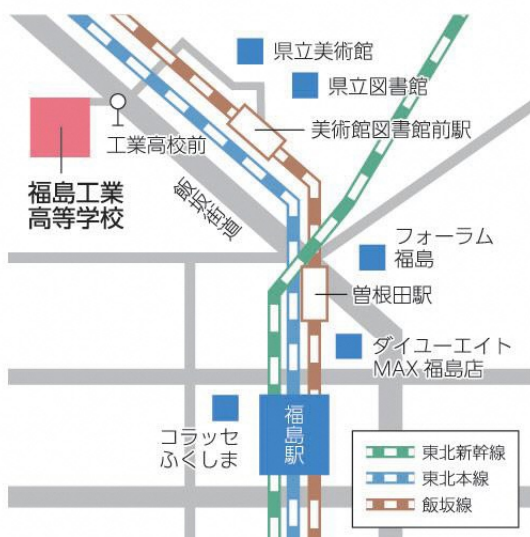 県立美術館
県立図書館
美術館図書館前駅
工業高校前
福島工業
高等学校
飯坂街道
フォーラム
福島
曽根田駅
ダイユーエイト
MAX 福島店
コラッセ
ふくしま
福島駅
東北新幹線
東北本線
飯坂線